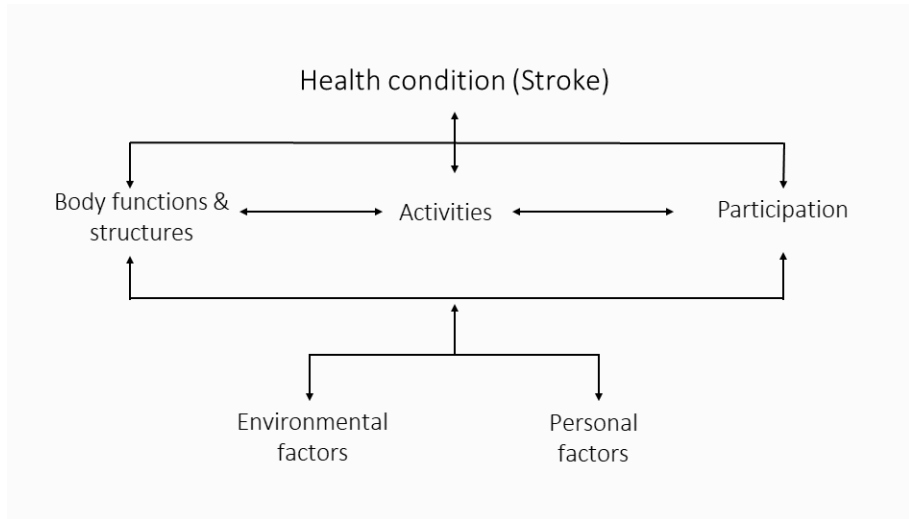 Health condition (Stroke)
Body functions &
structures
Activities
Participation
Environmental
factors
Personal
factors